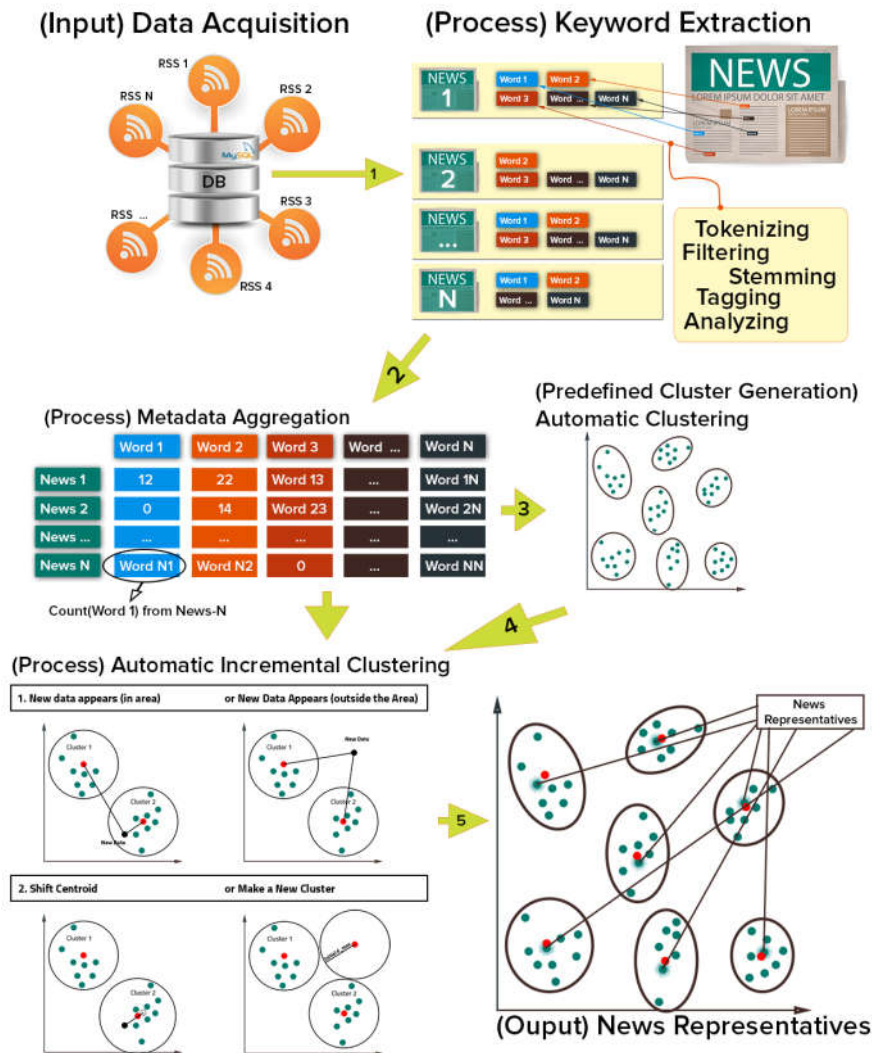 (Input) Data Acquisition
RSS 1
RSS 2
RSS N
MySQL
DB
RSS ...
RSS 3
RSS 4
1
(Process) Keyword Extraction
NEWS
1
Word 1
Word 2
Word 3
Word ...
Word N
NEWS
LOREM IPSUM DOLOR SIT AMET
NEWS
2
Word 2
Word 3
Word ...
Word N
NEWS
...
Word 1
Word 2
Word 3
Word ...
Word N
NEWS
N
Word 1
Word 2
Word ...
Word N
Tokenizing
Filtering
Stemming
Tagging
Analyzing
2
(Process) Metadata Aggregation
Word 1 Word 2 Word 3 Word ... Word N
News 1 12 22 Word 13 ... Word 1N
News 2 0 14 Word 23 ... Word 2N
News ... ... ... ... ... ...
News N Word N1 Word N2 0 ... Word NN
Count(Word 1) from News-N
3
(Predefined Cluster Generation)
Automatic Clustering
4
(Process) Automatic Incremental Clustering
1. New data appears (in area) or New Data Appears (outside the Area)
Cluster 1
Cluster 2
New Data
Cluster 1
New Data
Cluster 2
2. Shift Centroid or Make a New Cluster
Cluster 1
Cluster 2
Cluster 1
Cluster 2
5
News
Representatives
(Ouput) News Representatives